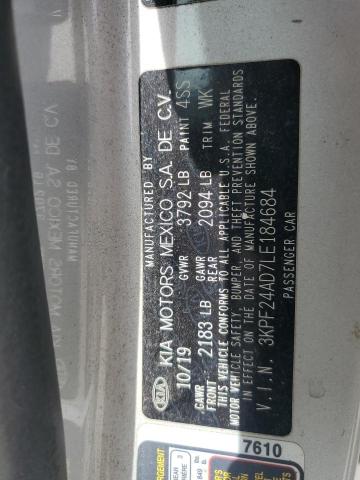 MANUFACTURED BY
KIA KIA MOTORS MEXICO S.A. DE C.V.
10/19 GVWR 3792 LB PAINT 4SS
GAWR FRONT 2183 LB GAWR REAR 2094 LB TRIM WK
THIS VEHICLE CONFORMS TO ALL APPLICABLE U.S.A. FEDERAL
MOTOR VEHICLE SAFETY, BUMPER, AND THEFT PREVENTION STANDARDS
IN EFFECT ON THE DATE OF MANUFACTURE SHOWN ABOVE.
V.I.N. 3KPF24AD7LE184684
PASSENGER CAR
7610
REAR